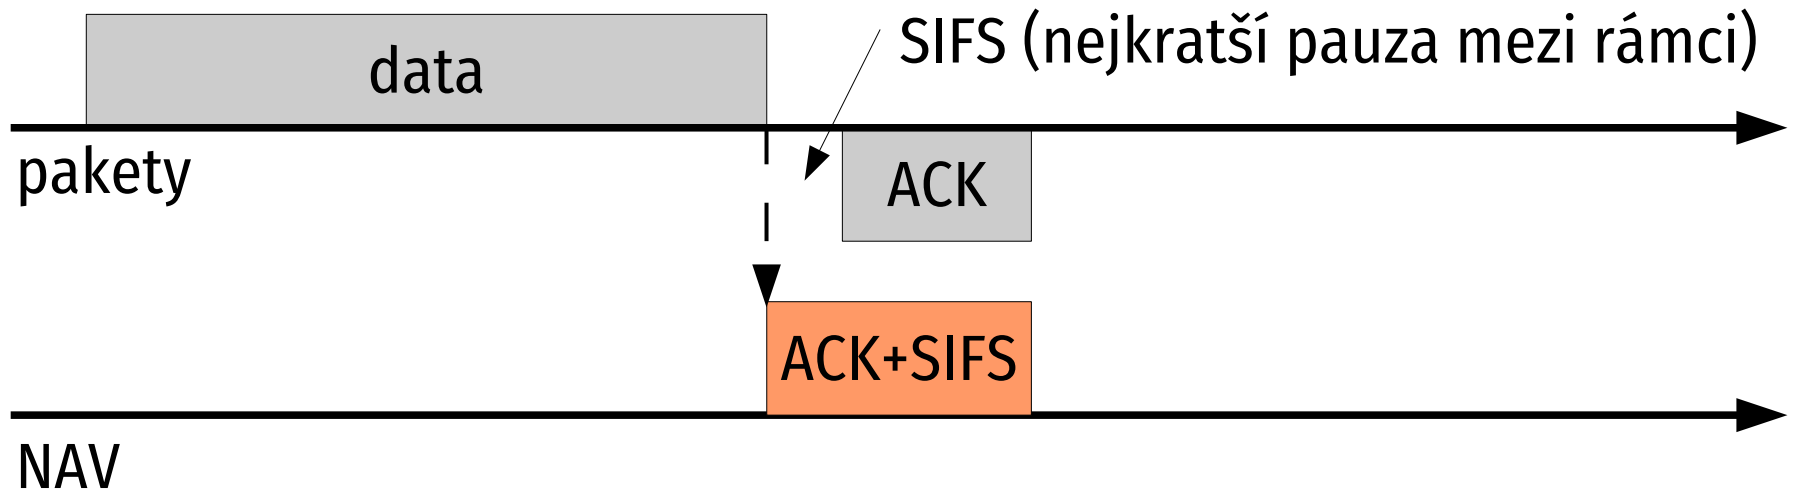 data
SIFS (nejkratší pauza mezi rámci)
pakety
ACK
ACK+SIFS
NAV